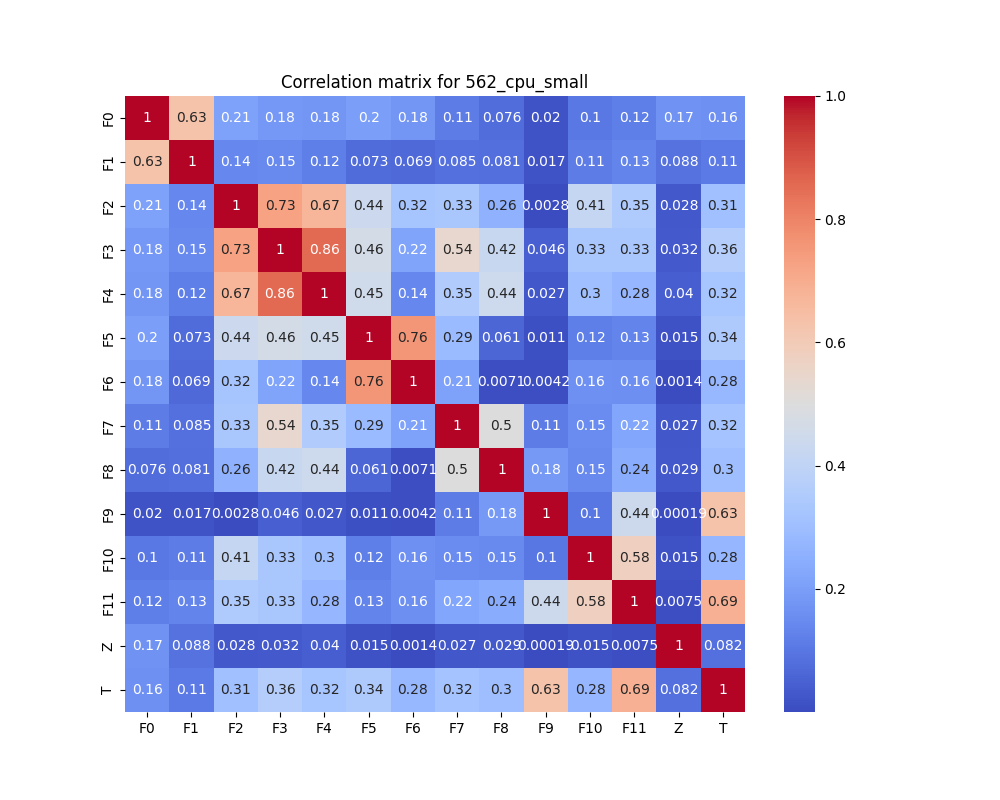 Correlation matrix for 562_cpu_small
F0 1 0.63 0.21 0.18 0.18 0.2 0.18 0.11 0.076 0.02 0.1 0.12 0.17 0.16
F1 0.63 1 0.14 0.15 0.12 0.073 0.069 0.085 0.081 0.017 0.11 0.13 0.088 0.11
F2 0.21 0.14 1 0.73 0.67 0.44 0.32 0.33 0.26 0.0028 0.41 0.35 0.028 0.31
F3 0.18 0.15 0.73 1 0.86 0.46 0.22 0.54 0.42 0.046 0.33 0.33 0.032 0.36
F4 0.18 0.12 0.67 0.86 1 0.45 0.14 0.35 0.44 0.027 0.3 0.28 0.04 0.32
F5 0.2 0.073 0.44 0.46 0.45 1 0.76 0.29 0.061 0.011 0.12 0.13 0.015 0.34
F6 0.18 0.069 0.32 0.22 0.14 0.76 1 0.21 0.0071 0.0042 0.16 0.16 0.0014 0.28
F7 0.11 0.085 0.33 0.54 0.35 0.29 0.21 1 0.5 0.11 0.15 0.22 0.027 0.32
F8 0.076 0.081 0.26 0.42 0.44 0.061 0.0071 0.5 1 0.18 0.15 0.24 0.029 0.3
F9 0.02 0.017 0.0028 0.046 0.027 0.011 0.0042 0.11 0.18 1 0.1 0.44 0.00019 0.63
F10 0.1 0.11 0.41 0.33 0.3 0.12 0.16 0.15 0.15 0.1 1 0.58 0.015 0.28
F11 0.12 0.13 0.35 0.33 0.28 0.13 0.16 0.22 0.24 0.44 0.58 1 0.0075 0.69
Z 0.17 0.088 0.028 0.032 0.04 0.015 0.0014 0.027 0.029 0.00019 0.015 0.0075 1 0.082
T 0.16 0.11 0.31 0.36 0.32 0.34 0.28 0.32 0.3 0.63 0.28 0.69 0.082 1
F0 F1 F2 F3 F4 F5 F6 F7 F8 F9 F10 F11 Z T
1.0
0.8
0.6
0.4
0.2